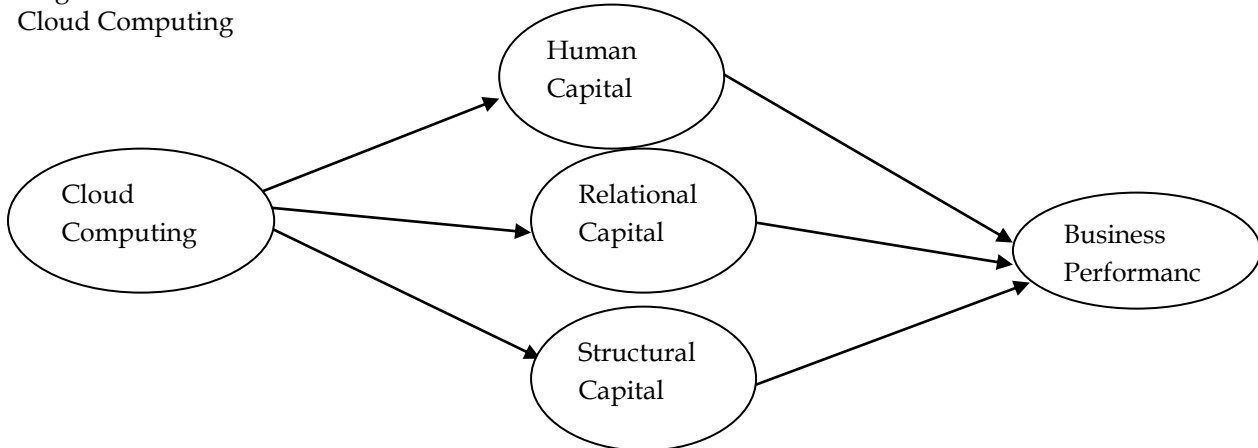 Cloud Computing
Human
Capital
Cloud
Computing
Relational
Capital
Business
Performanc
Structural
Capital